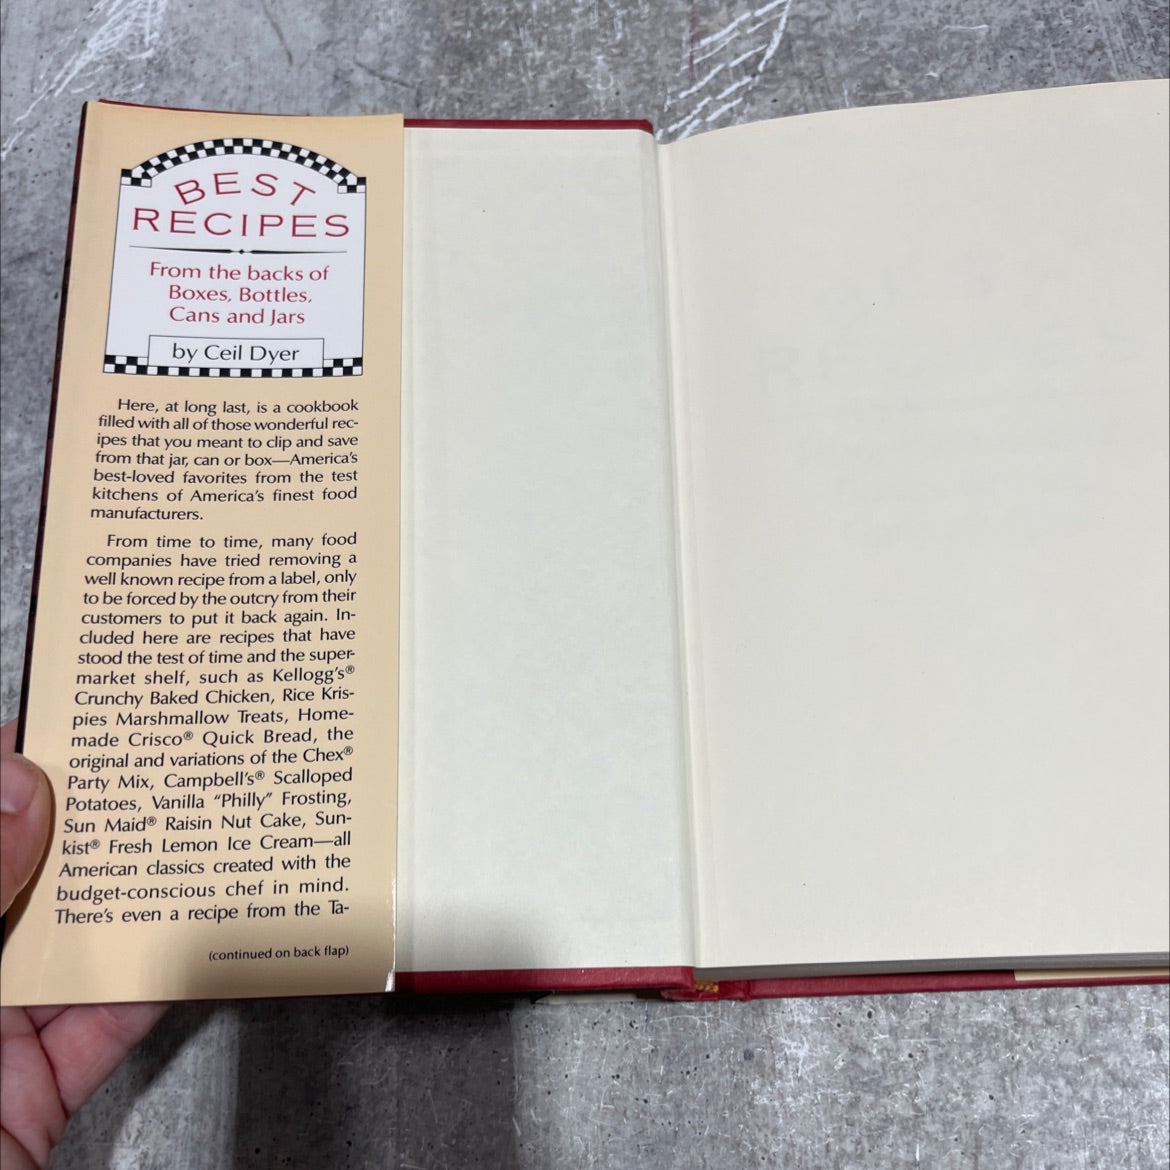 BEST
RECIPES
From the backs of
Boxes, Bottles,
Cans and Jars
by Ceil Dyer
Here, at long last, is a cookbook
filled with all of those wonderful rec-
ipes that you meant to clip and save
from that jar, can or box—America's
best-loved favorites from the test
kitchens of America's finest food
manufacturers.
From time to time, many food
companies have tried removing a
well known recipe from a label, only
to be forced by the outcry from their
customers to put it back again. In-
cluded here are recipes that have
stood the test of time and the super-
market shelf, such as Kellogg's®
Crunchy Baked Chicken, Rice Kris-
pies Marshmallow Treats, Home-
made Crisco® Quick Bread, the
original and variations of the Chex®
Party Mix, Campbell's® Scalloped
Potatoes, Vanilla "Philly" Frosting,
Sun Maid® Raisin Nut Cake, Sun-
kist® Fresh Lemon Ice Cream—all
American classics created with the
budget-conscious chef in mind.
There's even a recipe from the Ta-
(continued on back flap)